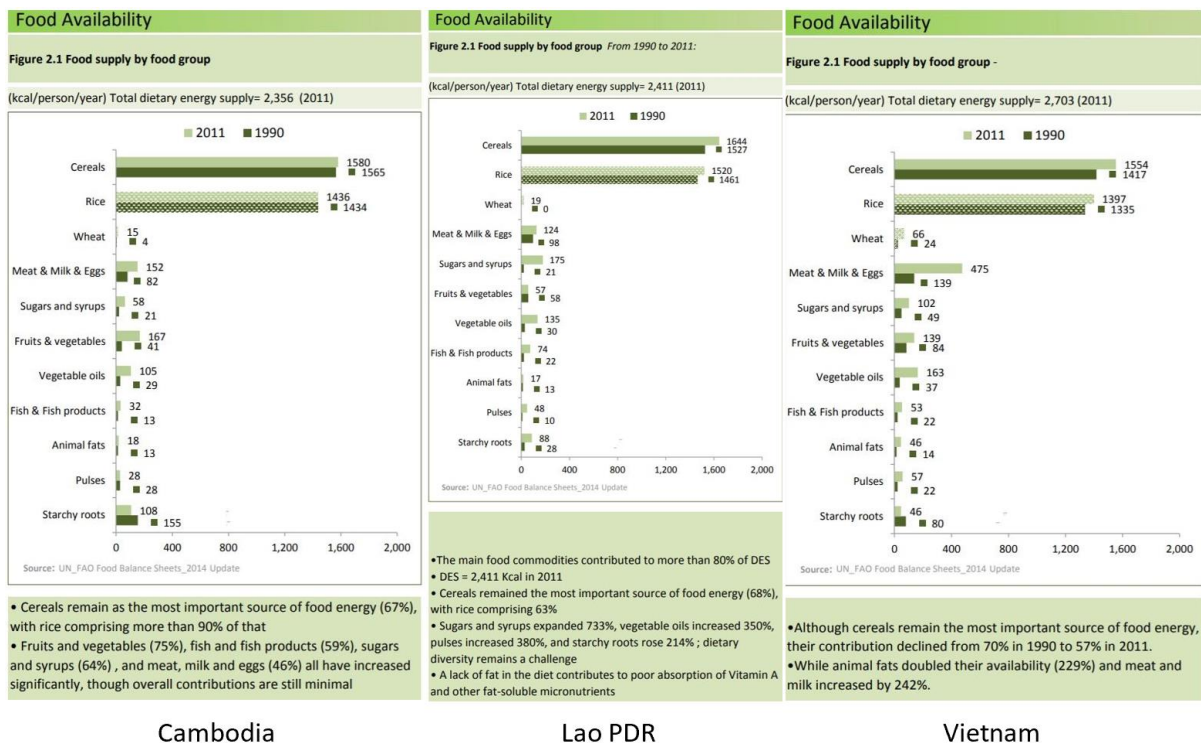 Food Availability
Figure 2.1 Food supply by food group
(kcal/person/year) Total dietary energy supply= 2,356 (2011)
2011 1990
Cereals 1580
1565
Rice 1436
1434
Wheat 15
4
Meat & Milk & Eggs 152
82
Sugars and syrups 58
21
Fruits & vegetables 167
41
Vegetable oils 105
29
Fish & Fish products 32
13
Animal fats 18
13
Pulses 28
28
Starchy roots 108
155
0 400 800 1,200 1,600 2,000
Source: UN_FAO Food Balance Sheets_2014 Update
• Cereals remain as the most important source of food energy (67%),
with rice comprising more than 90% of that
• Fruits and vegetables (75%), fish and fish products (59%), sugars
and syrups (64%) , and meat, milk and eggs (46%) all have increased
significantly, though overall contributions are still minimal
Cambodia
Food Availability
Figure 2.1 Food supply by food group From 1990 to 2011:
(kcal/person/year) Total dietary energy supply= 2,411 (2011)
2011 1990
Cereals 1644
1527
Rice 1520
1461
Wheat 19
0
Meat & Milk & Eggs 124
98
Sugars and syrups 175
21
Fruits & vegetables 57
58
Vegetable oils 135
30
Fish & Fish products 74
22
Animal fats 17
13
Pulses 48
10
Starchy roots 88
28
0 400 800 1,200 1,600 2,000
Source: UN_FAO Food Balance Sheets_2014 Update
•The main food commodities contributed to more than 80% of DES
• DES = 2,411 Kcal in 2011
• Cereals remained the most important source of food energy (68%),
with rice comprising 63%
• Sugars and syrups expanded 733%, vegetable oils increased 350%,
pulses increased 380%, and starchy roots rose 214% ; dietary
diversity remains a challenge
• A lack of fat in the diet contributes to poor absorption of Vitamin A
and other fat-soluble micronutrients
Lao PDR
Food Availability
Figure 2.1 Food supply by food group -
(kcal/person/year) Total dietary energy supply= 2,703 (2011)
2011 1990
Cereals 1554
1417
Rice 1397
1335
Wheat 66
24
Meat & Milk & Eggs 475
139
Sugars and syrups 102
49
Fruits & vegetables 139
84
Vegetable oils 163
37
Fish & Fish products 53
22
Animal fats 46
14
Pulses 57
22
Starchy roots 46
80
0 400 800 1,200 1,600 2,000
Source: UN_FAO Food Balance Sheets_2014 Update
•Although cereals remain the most important source of food energy,
their contribution declined from 70% in 1990 to 57% in 2011.
•While animal fats doubled their availability (229%) and meat and
milk increased by 242%.
Vietnam